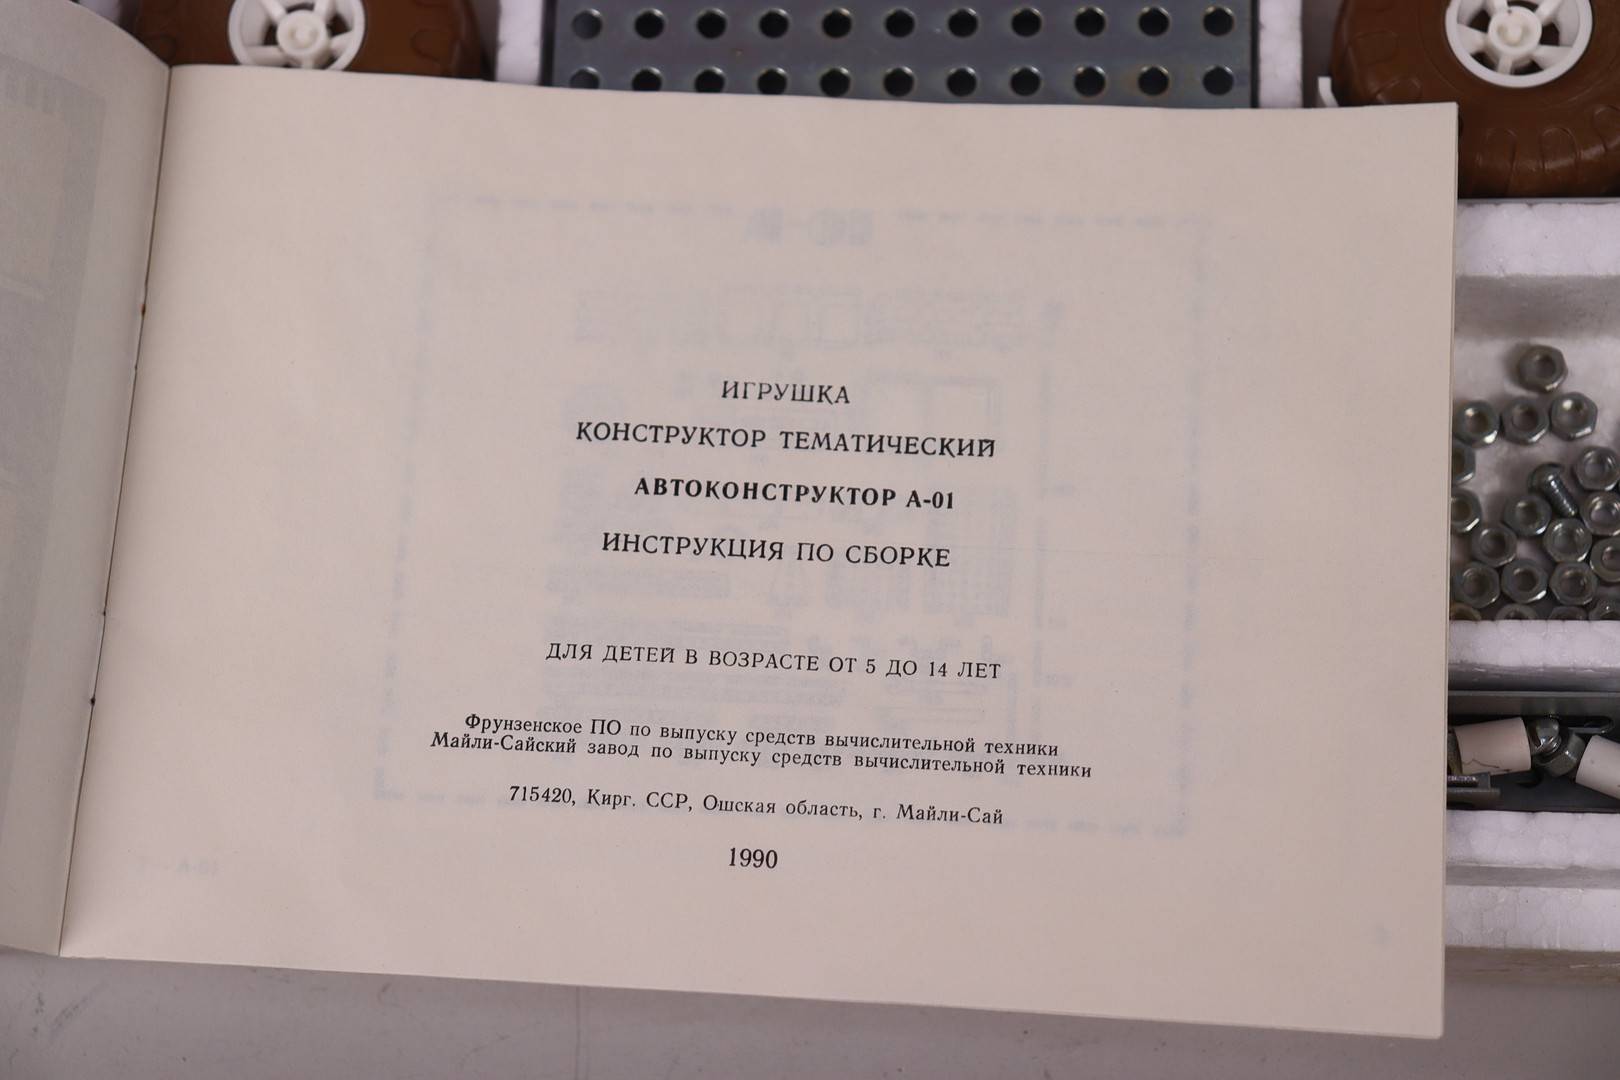 ИГРУШКА
КОНСТРУКТОР ТЕМАТИЧЕСКИЙ
АВТОКОНСТРУКТОР А-01
ИНСТРУКЦИЯ ПО СБОРКЕ
ДЛЯ ДЕТЕЙ В ВОЗРАСТЕ ОТ 5 ДО 14 ЛЕТ
Фрунзенское ПО по выпуску средств вычислительной техники
Майли-Сайский завод по выпуску средств вычислительной техники
715420, Кирг. ССР, Ошская область, г. Майли-Сай
1990